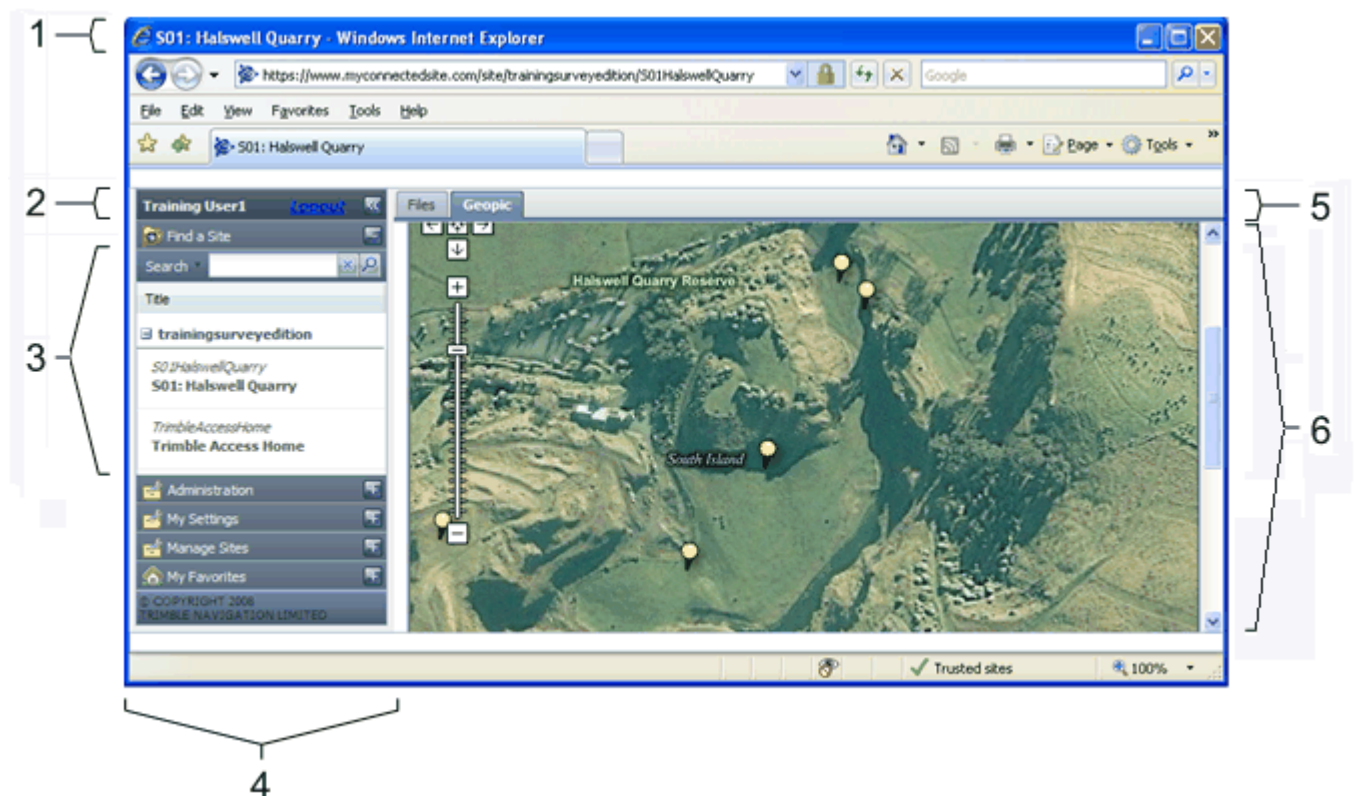 1
S01: Halswell Quarry - Windows Internet Explorer
https://www.myconnectedsite.com/site/trainingsurveyedition/S01HalswellQuarry
Google
File Edit View Favorites Tools Help
S01: Halswell Quarry
Page Tools
2
Training User1 Logout
Files Geopic
5
Find a Site
Search
Title
3
trainingsurveyedition
S01HalswellQuarry
S01: Halswell Quarry
TrimbleAccessHome
Trimble Access Home
Administration
My Settings
Manage Sites
My Favorites
© COPYRIGHT 2008
TRIMBLE NAVIGATION LIMITED
Halswell Quarry Reserve
South Island
6
Trusted sites
100%
4